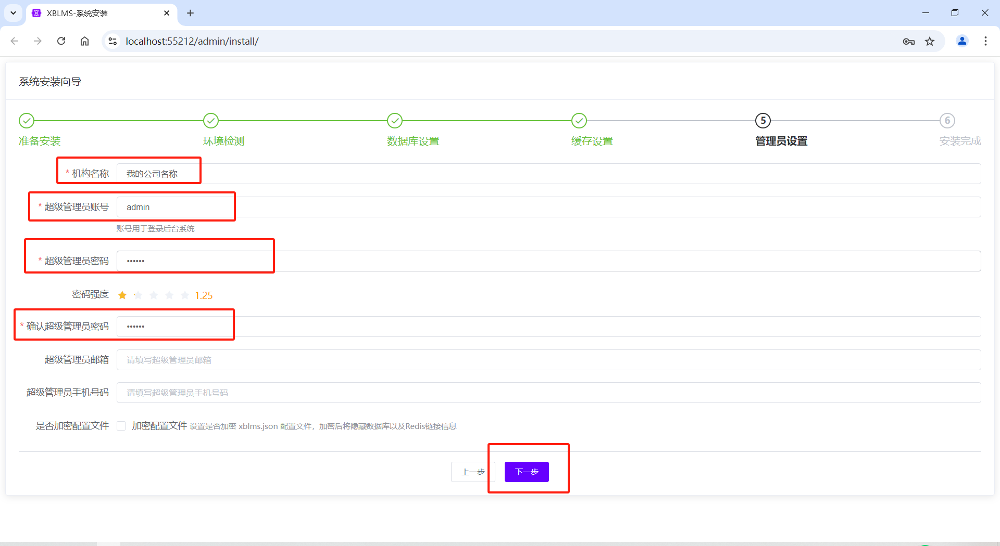 XBLMS-系统安装
localhost:55212/admin/install/
系统安装向导
5
6
准备安装
环境检测
数据库设置
缓存设置
管理员设置
安装完成
* 机构名称 我的公司名称
* 超级管理员账号 admin
账号用于登录后台系统
* 超级管理员密码 ••••••
密码强度 1.25
* 确认超级管理员密码 ••••••
超级管理员邮箱 请填写超级管理员邮箱
超级管理员手机号码 请填写超级管理员手机号码
是否加密配置文件 加密配置文件 设置是否加密 xblms.json 配置文件，加密后将隐藏数据库以及Redis链接信息
上一步 下一步